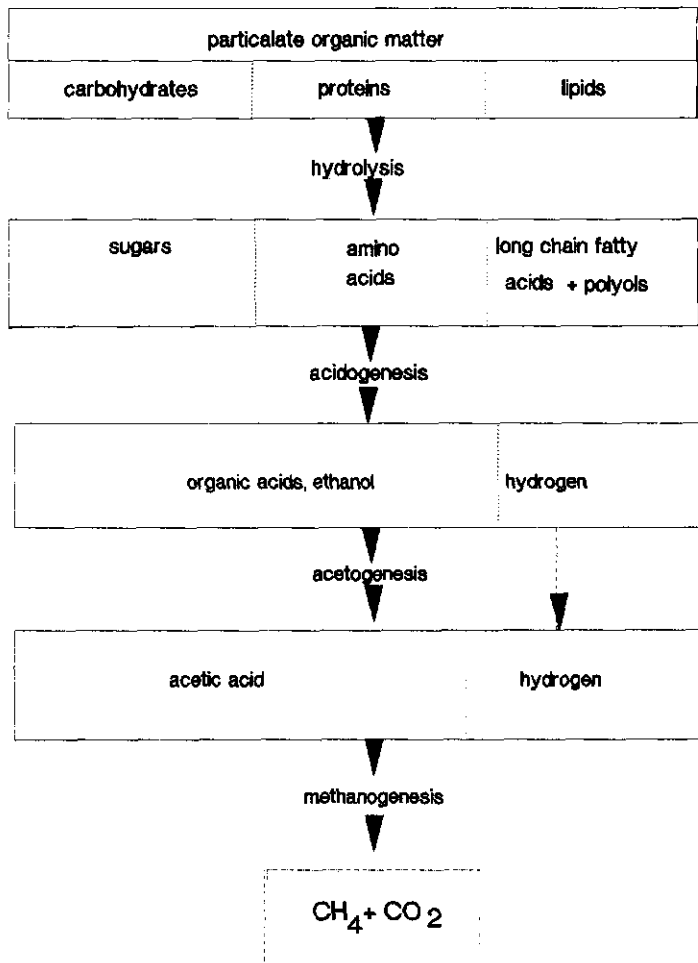 particalate organic matter
carbohydrates proteins lipids
hydrolysis
sugars amino acids long chain fatty acids + polyols
acidogenesis
organic acids, ethanol hydrogen
acetogenesis
acetic acid hydrogen
methanogenesis
CH4 + CO2